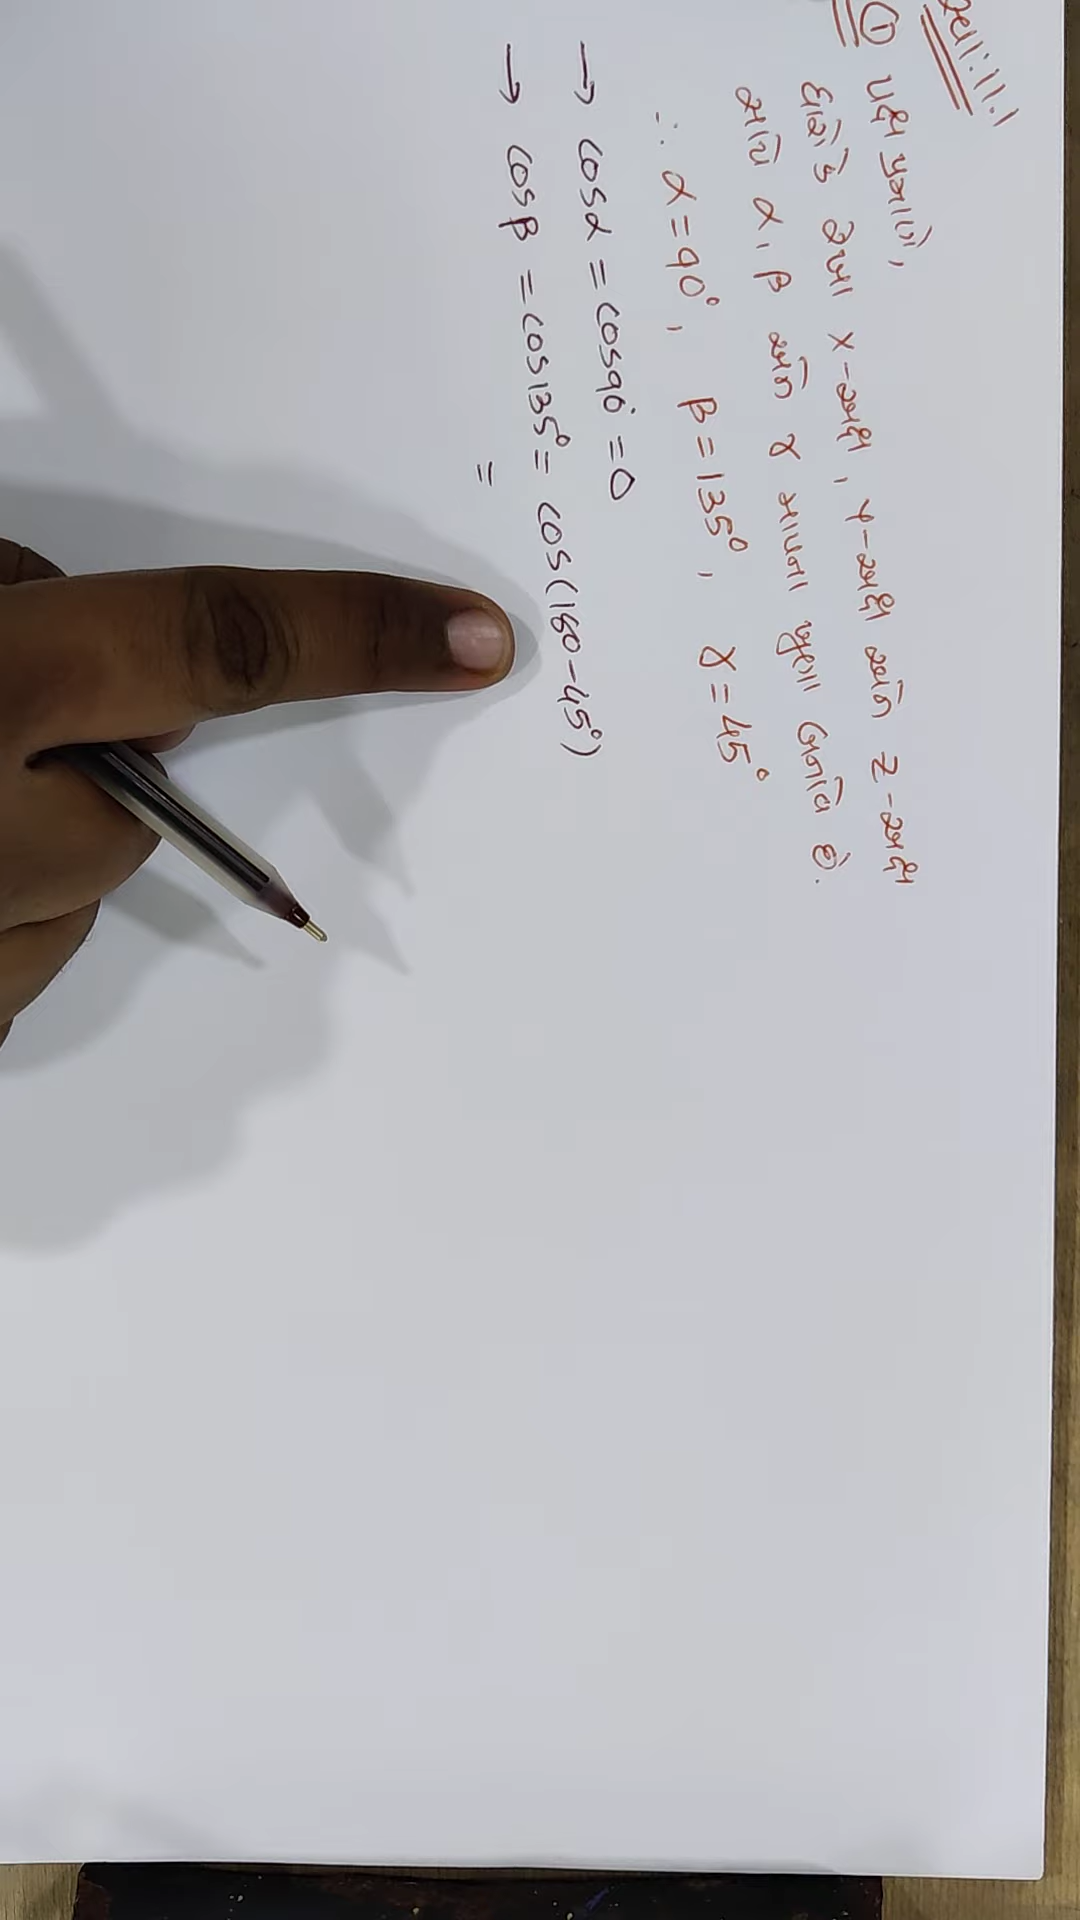 11.1
① પક્ષ પ્રમાણે,
ધારો કે રેખા X-અક્ષ, Y-અક્ષ અને Z-અક્ષ
સાથે α, β અને γ માપના ખૂણા બનાવે છે.
∴ α = 90°, β = 135°, γ = 45°
→ cosα = cos90° = 0
→ cosβ = cos135° = cos(180-45°)
=